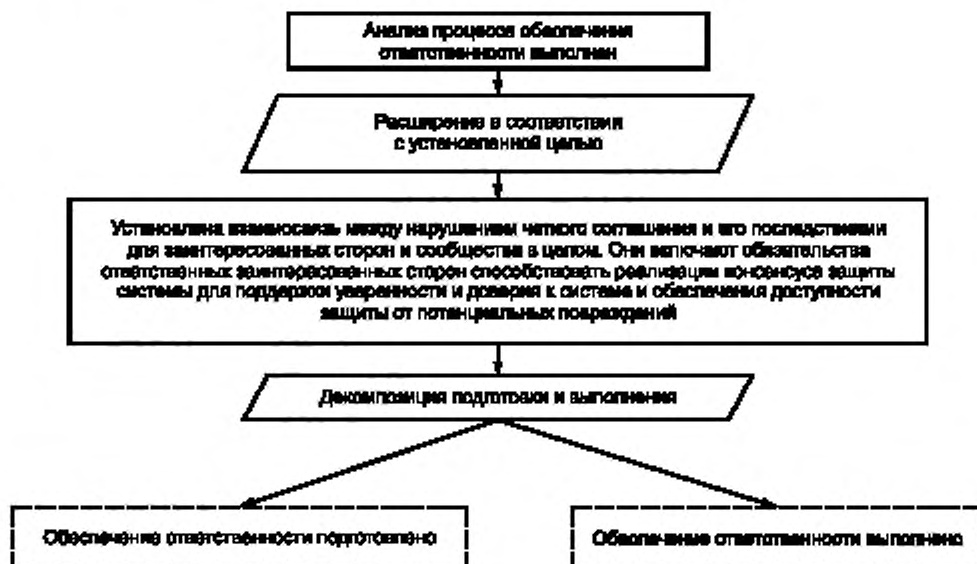 Анализ процесса обеспечения
ответственности выполнен
Расширение в соответствии
с установленной целью
Установлена взаимосвязь между нарушением четкого соглашения и его последствиями
для заинтересованных сторон и сообщества в целом. Они включают обязательства
ответственных заинтересованных сторон способствовать реализации консенсуса защиты
системы для поддержки уверенности и доверия к системе и обеспечения доступности
защиты от потенциальных повреждений
Декомпозиция подготовки и выполнения
Обеспечение ответственности подготовлено
Обеспечение ответственности выполнено